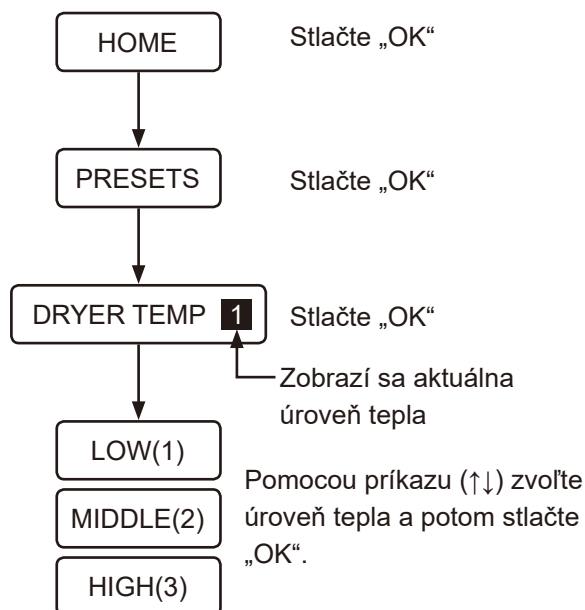 HOME
Stlačte „OK“
PRESETS
Stlačte „OK“
DRYER TEMP 1
Stlačte „OK“
Zobrazí sa aktuálna
úroveň tepla
LOW(1)
MIDDLE(2)
HIGH(3)
Pomocou príkazu (↑↓) zvoľte
úroveň tepla a potom stlačte
„OK“.